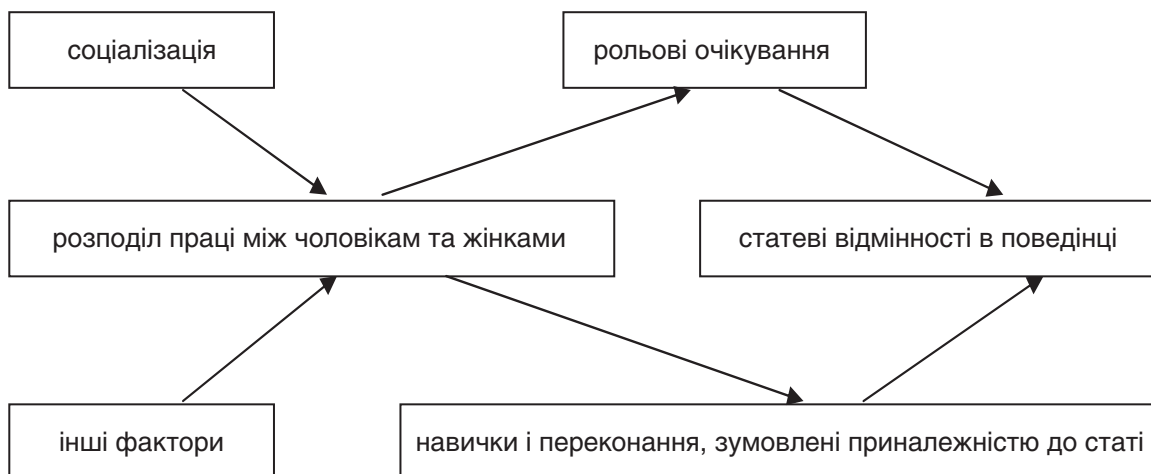 соціалізація
рольові очікування
розподіл праці між чоловікам та жінками
статеві відмінності в поведінці
інші фактори
навички і переконання, зумовлені приналежністю до статі